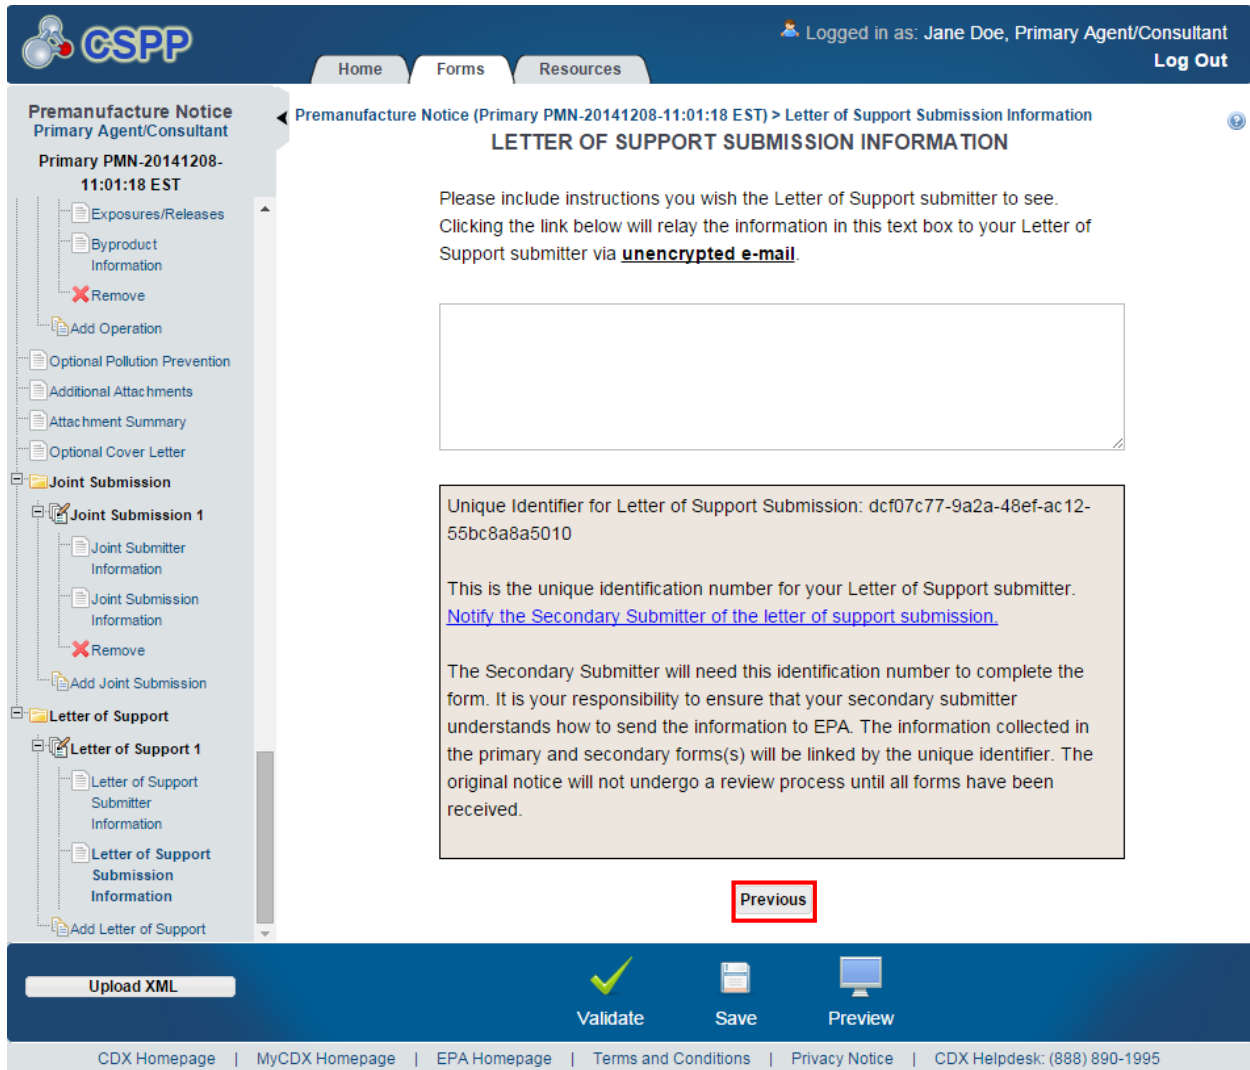 CSPP
Logged in as: Jane Doe, Primary Agent/Consultant
Log Out
Home
Forms
Resources
Premanufacture Notice
Primary Agent/Consultant
Primary PMN-20141208-
11:01:18 EST
Exposures/Releases
Byproduct
Information
Remove
Add Operation
Optional Pollution Prevention
Additional Attachments
Attachment Summary
Optional Cover Letter
Joint Submission
Joint Submission 1
Joint Submitter
Information
Joint Submission
Information
Remove
Add Joint Submission
Letter of Support
Letter of Support 1
Letter of Support
Submitter
Information
Letter of Support
Submission
Information
Add Letter of Support
Premanufacture Notice (Primary PMN-20141208-11:01:18 EST) > Letter of Support Submission Information
LETTER OF SUPPORT SUBMISSION INFORMATION
Please include instructions you wish the Letter of Support submitter to see.
Clicking the link below will relay the information in this text box to your Letter of
Support submitter via unencrypted e-mail.
Unique Identifier for Letter of Support Submission: dcf07c77-9a2a-48ef-ac12-
55bc8a8a5010
This is the unique identification number for your Letter of Support submitter.
Notify the Secondary Submitter of the letter of support submission.
The Secondary Submitter will need this identification number to complete the
form. It is your responsibility to ensure that your secondary submitter
understands how to send the information to EPA. The information collected in
the primary and secondary forms(s) will be linked by the unique identifier. The
original notice will not undergo a review process until all forms have been
received.
Previous
Upload XML
Validate
Save
Preview
CDX Homepage | MyCDX Homepage | EPA Homepage | Terms and Conditions | Privacy Notice | CDX Helpdesk: (888) 890-1995